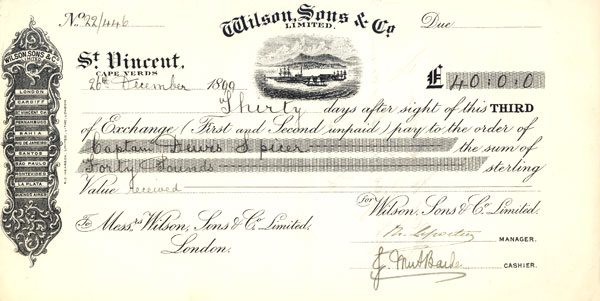 No 22/446
Wilson, Sons & Co
LIMITED.
Due
St Vincent,
CAPE VERDS
26th December 1899
£ 40:0:0
Thirty days after sight of this THIRD
of Exchange (First and Second unpaid) pay to the order of
Captain Lewis Spicer the sum of
Forty Pounds sterling
Value received
To Messrs Wilson, Sons & Co Limited,
London.
For Wilson, Sons & Co Limited.
MANAGER.
CASHIER.
WILSON, SONS & Co
LIMITED
LONDON
CARDIFF
ST VINCENT C.V.
PERNAMBUCO
BAHIA
RIO DE JANEIRO
SANTOS
SAO PAULO
MONTEVIDEO
LA PLATA
BUENOS AIRES